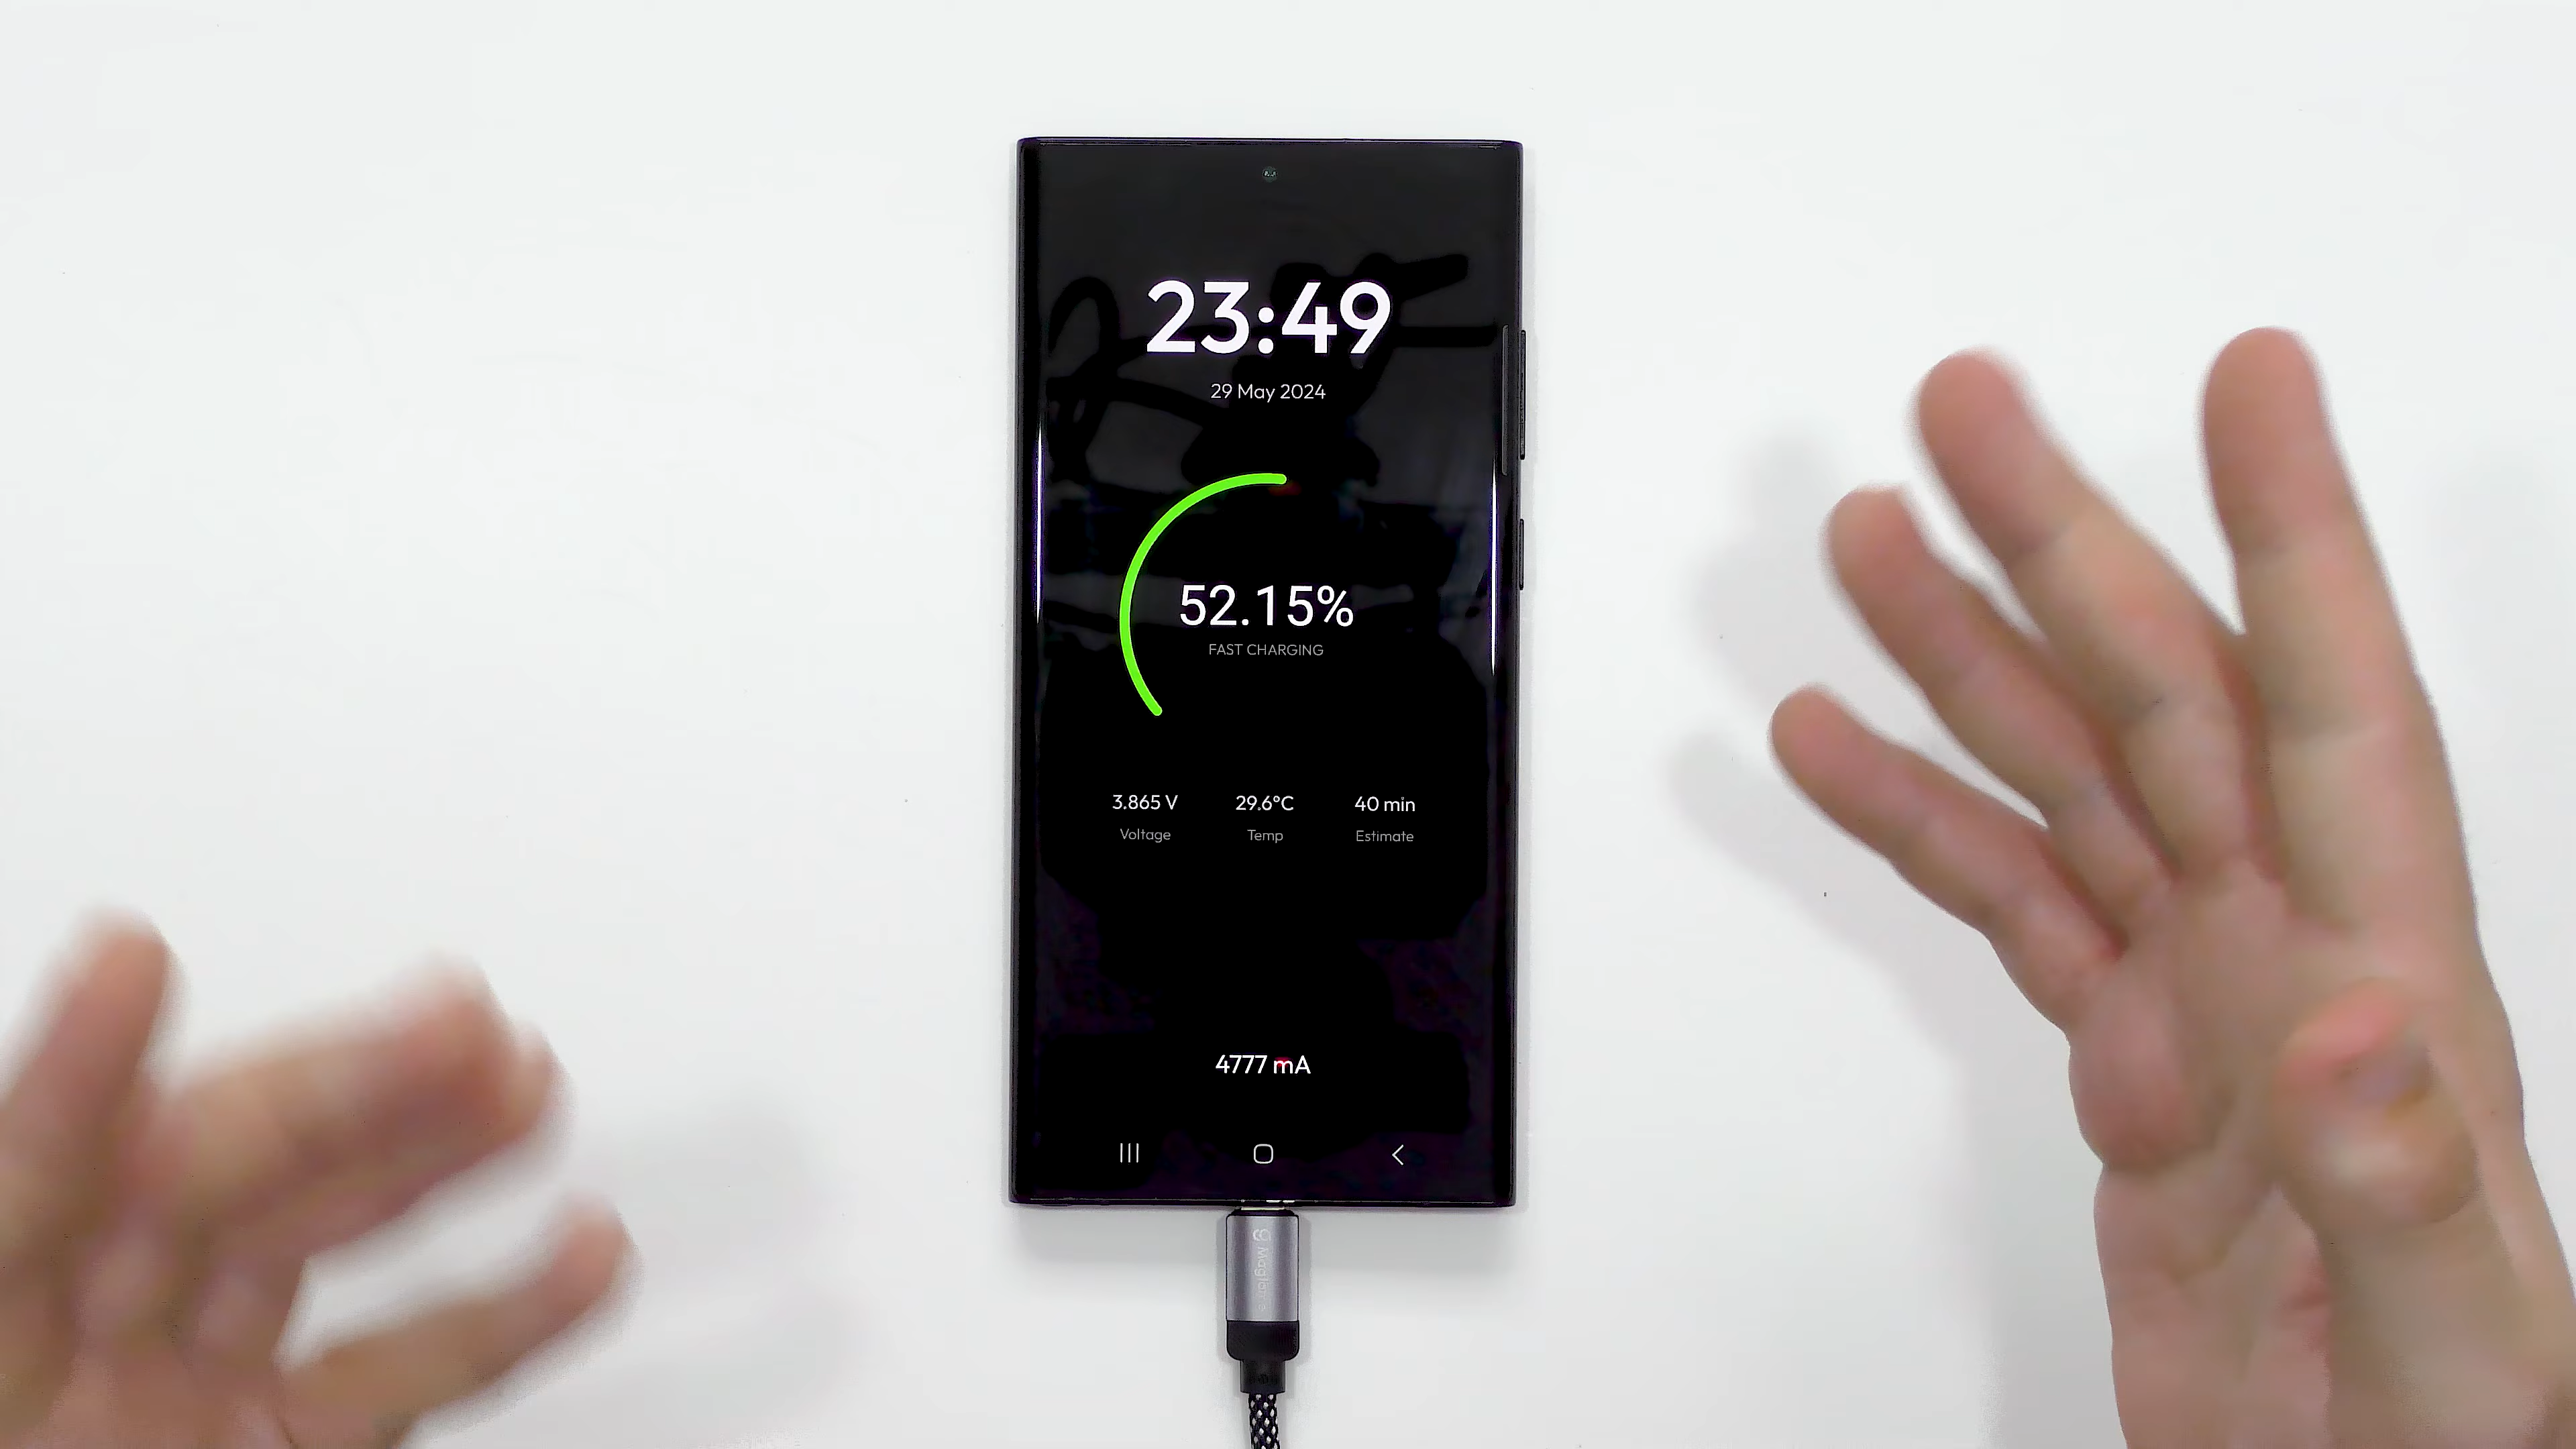 23:49
29 May 2024
52.15%
FAST CHARGING
3.865 V 29.6°C 40 min
Voltage Temp Estimate
4777 mA